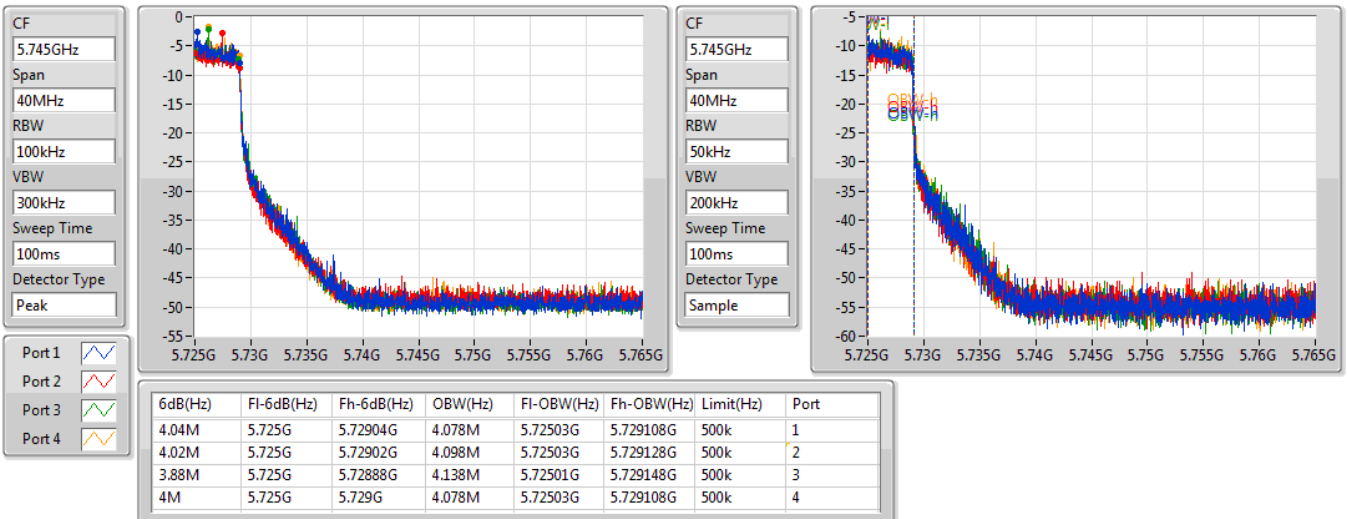 CF
5.745GHz
Span
40MHz
RBW
100kHz
VBW
300kHz
Sweep Time
100ms
Detector Type
Peak
0
-5
-10
-15
-20
-25
-30
-35
-40
-45
-50
-55
5.725G 5.73G 5.735G 5.74G 5.745G 5.75G 5.755G 5.76G 5.765G
CF
5.745GHz
Span
40MHz
RBW
50kHz
VBW
200kHz
Sweep Time
100ms
Detector Type
Sample
-5
-10
-15
-20
-25
-30
-35
-40
-45
-50
-55
-60
OBW-h
OBW-h
5.725G 5.73G 5.735G 5.74G 5.745G 5.75G 5.755G 5.76G 5.765G
Port 1
Port 2
Port 3
Port 4
6dB(Hz) Fl-6dB(Hz) Fh-6dB(Hz) OBW(Hz) Fl-OBW(Hz) Fh-OBW(Hz) Limit(Hz) Port
4.04M 5.725G 5.72904G 4.078M 5.72503G 5.729108G 500k 1
4.02M 5.725G 5.72902G 4.098M 5.72503G 5.729128G 500k 2
3.88M 5.725G 5.72888G 4.138M 5.72501G 5.729148G 500k 3
4M 5.725G 5.729G 4.078M 5.72503G 5.729108G 500k 4